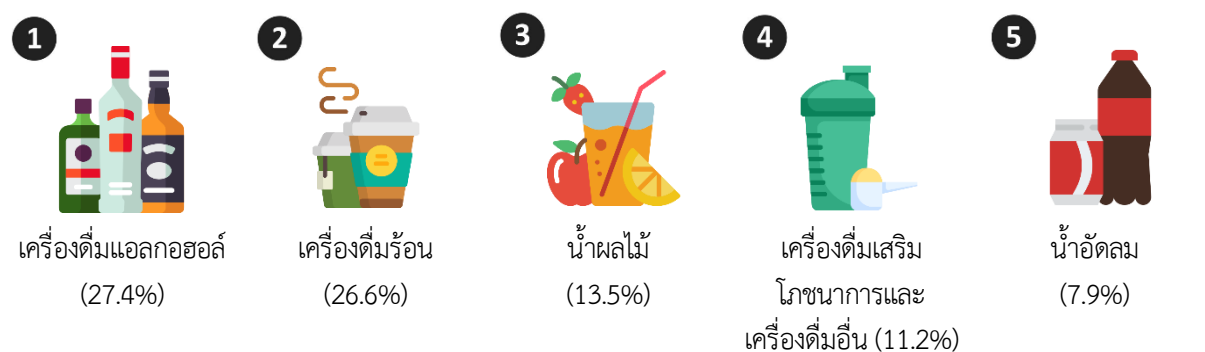 1
2
3
4
5
เครื่องดื่มแอลกอฮอล์
(27.4%)
เครื่องดื่มร้อน
(26.6%)
น้ำผลไม้
(13.5%)
เครื่องดื่มเสริม
โภชนาการและ
เครื่องดื่มอื่น (11.2%)
น้ำอัดลม
(7.9%)